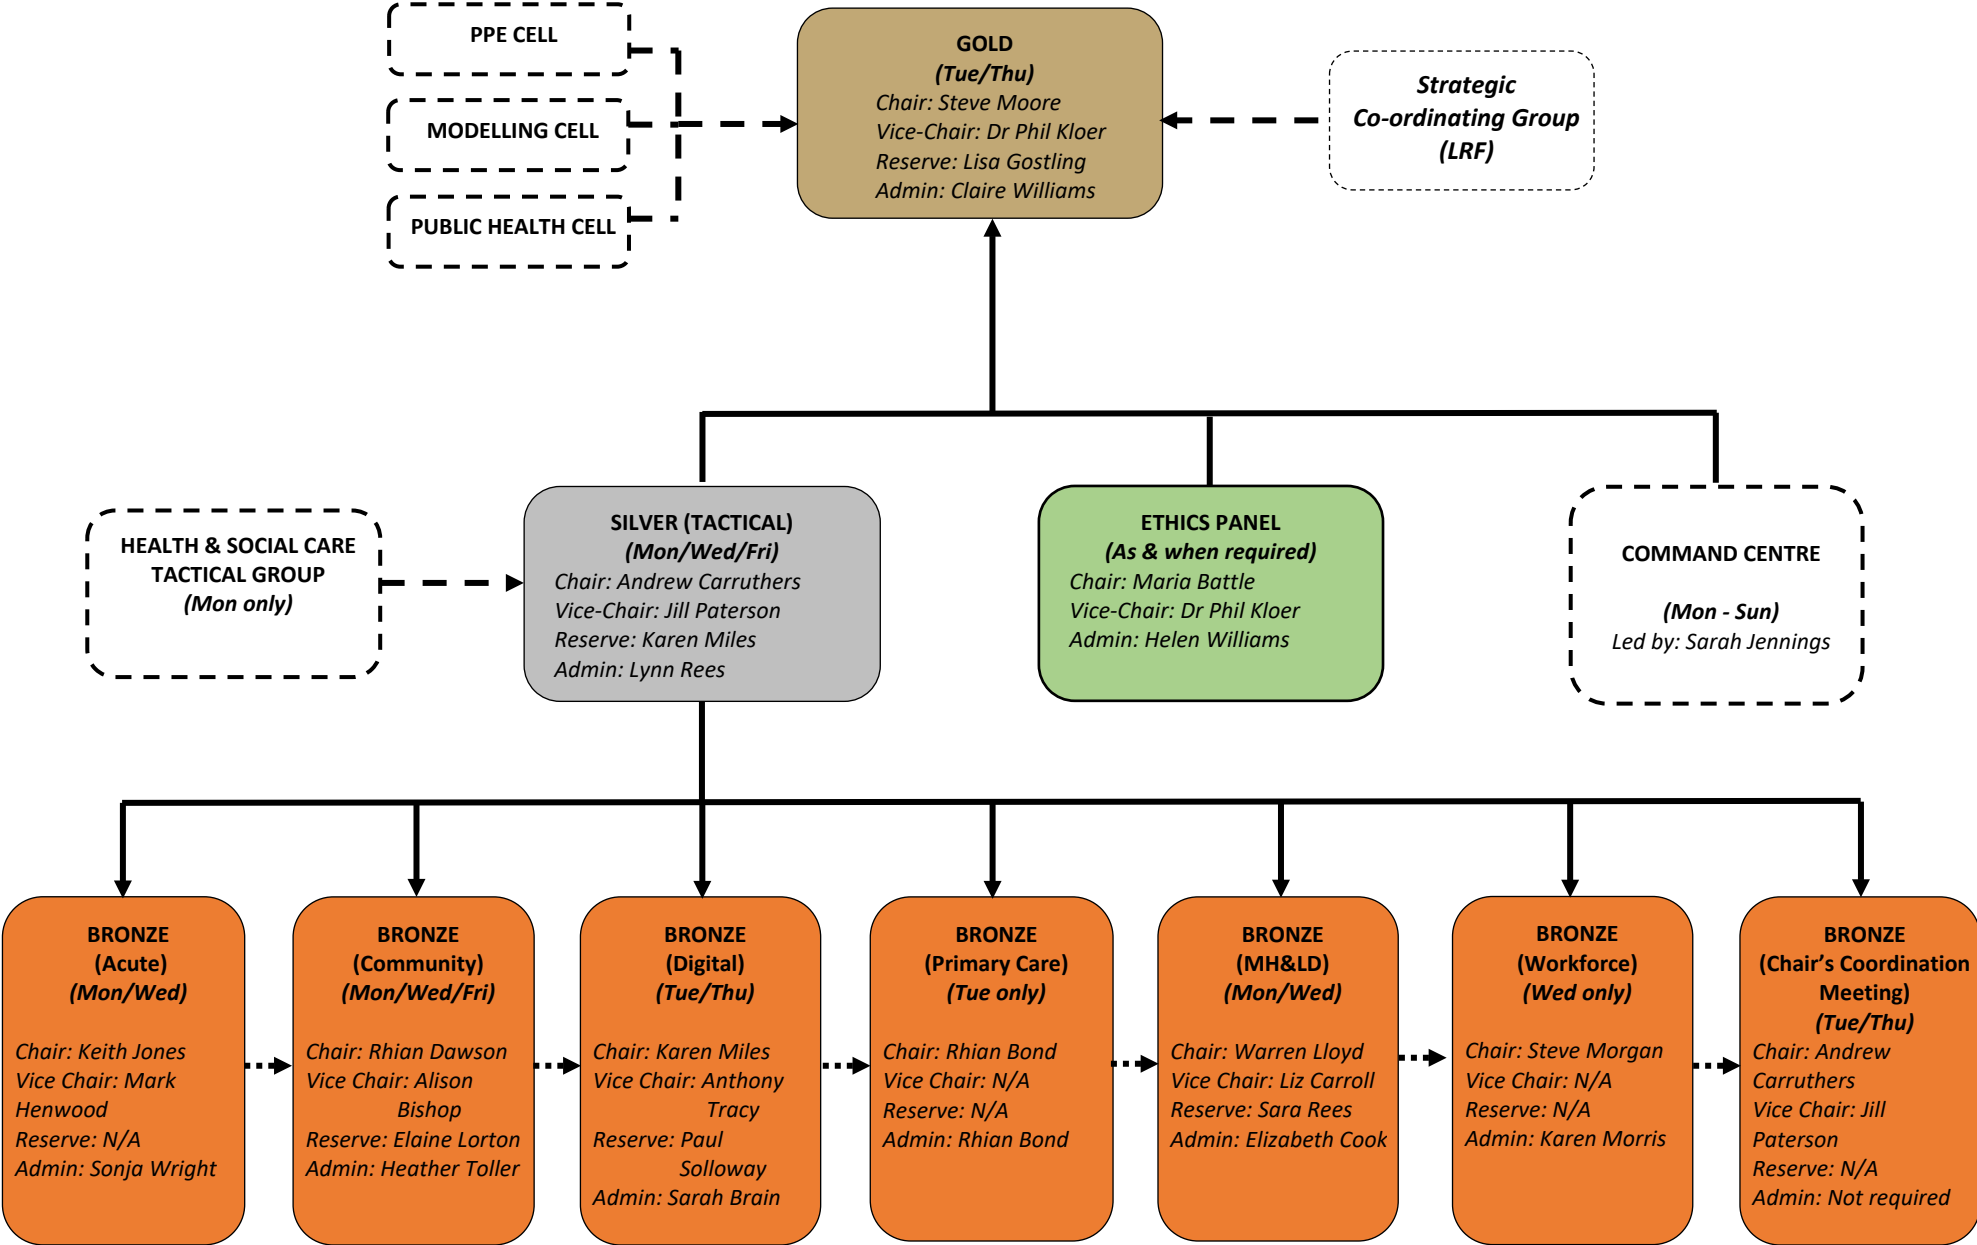 PPE CELL
MODELLING CELL
PUBLIC HEALTH CELL
GOLD
(Tue/Thu)
Chair: Steve Moore
Vice-Chair: Dr Phil Kloer
Reserve: Lisa Gostling
Admin: Claire Williams
Strategic
Co-ordinating Group
(LRF)
HEALTH & SOCIAL CARE
TACTICAL GROUP
(Mon only)
SILVER (TACTICAL)
(Mon/Wed/Fri)
Chair: Andrew Carruthers
Vice-Chair: Jill Paterson
Reserve: Karen Miles
Admin: Lynn Rees
ETHICS PANEL
(As & when required)
Chair: Maria Battle
Vice-Chair: Dr Phil Kloer
Admin: Helen Williams
COMMAND CENTRE
(Mon - Sun)
Led by: Sarah Jennings
BRONZE
(Acute)
(Mon/Wed)
Chair: Keith Jones
Vice Chair: Mark
Henwood
Reserve: N/A
Admin: Sonja Wright
BRONZE
(Community)
(Mon/Wed/Fri)
Chair: Rhian Dawson
Vice Chair: Alison
Bishop
Reserve: Elaine Lorton
Admin: Heather Toller
BRONZE
(Digital)
(Tue/Thu)
Chair: Karen Miles
Vice Chair: Anthony
Tracy
Reserve: Paul
Solloway
Admin: Sarah Brain
BRONZE
(Primary Care)
(Tue only)
Chair: Rhian Bond
Vice Chair: N/A
Reserve: N/A
Admin: Rhian Bond
BRONZE
(MH&LD)
(Mon/Wed)
Chair: Warren Lloyd
Vice Chair: Liz Carroll
Reserve: Sara Rees
Admin: Elizabeth Cook
BRONZE
(Workforce)
(Wed only)
Chair: Steve Morgan
Vice Chair: N/A
Reserve: N/A
Admin: Karen Morris
BRONZE
(Chair’s Coordination
Meeting)
(Tue/Thu)
Chair: Andrew
Carruthers
Vice Chair: Jill
Paterson
Reserve: N/A
Admin: Not required